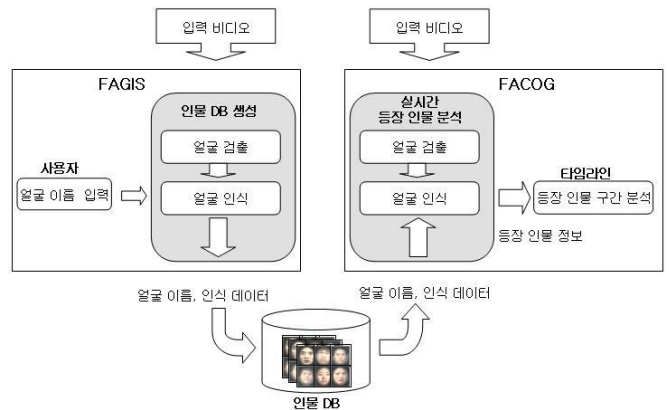 입력 비디오
입력 비디오
FAGIS
인물 DB 생성
얼굴 검출
사용자
얼굴 이름 입력
얼굴 인식
FACOG
실시간
등장 인물 분석
얼굴 검출
얼굴 인식
타임라인
등장 인물 구간 분석
등장 인물 정보
얼굴 이름, 인식 데이터
얼굴 이름, 인식 데이터
인물 DB